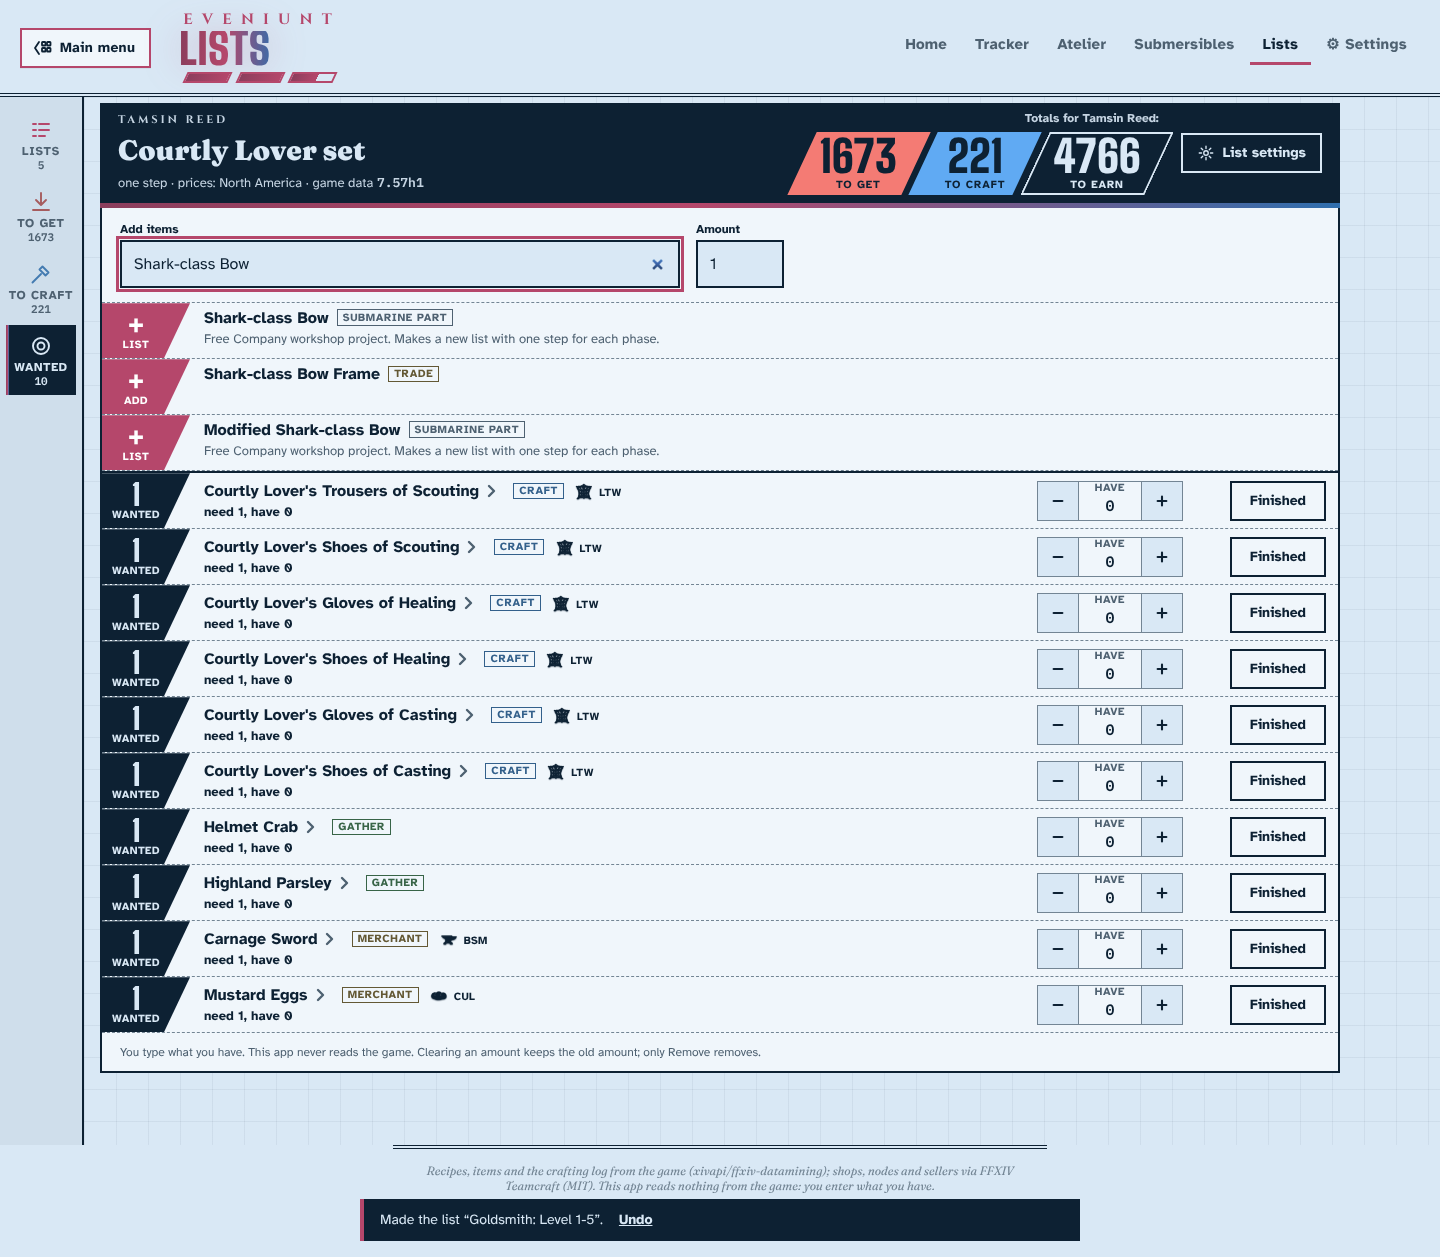 Main menu
EVENIUNT
LISTS
Home
Tracker
Atelier
Submersibles
Lists
Settings
LISTS
5
TO GET
1673
TO CRAFT
221
WANTED
10
TAMSIN REED
Courtly Lover set
one step · prices: North America · game data 7.57h1
Totals for Tamsin Reed:
1673
TO GET
221
TO CRAFT
4766
TO EARN
List settings
Add items
Amount
Shark-class Bow
1
LIST
Shark-class Bow SUBMARINE PART
Free Company workshop project. Makes a new list with one step for each phase.
ADD
Shark-class Bow Frame TRADE
LIST
Modified Shark-class Bow SUBMARINE PART
Free Company workshop project. Makes a new list with one step for each phase.
1 WANTED
Courtly Lover's Trousers of Scouting CRAFT LTW
need 1, have 0
HAVE 0
Finished
1 WANTED
Courtly Lover's Shoes of Scouting CRAFT LTW
need 1, have 0
HAVE 0
Finished
1 WANTED
Courtly Lover's Gloves of Healing CRAFT LTW
need 1, have 0
HAVE 0
Finished
1 WANTED
Courtly Lover's Shoes of Healing CRAFT LTW
need 1, have 0
HAVE 0
Finished
1 WANTED
Courtly Lover's Gloves of Casting CRAFT LTW
need 1, have 0
HAVE 0
Finished
1 WANTED
Courtly Lover's Shoes of Casting CRAFT LTW
need 1, have 0
HAVE 0
Finished
1 WANTED
Helmet Crab GATHER
need 1, have 0
HAVE 0
Finished
1 WANTED
Highland Parsley GATHER
need 1, have 0
HAVE 0
Finished
1 WANTED
Carnage Sword MERCHANT BSM
need 1, have 0
HAVE 0
Finished
1 WANTED
Mustard Eggs MERCHANT CUL
need 1, have 0
HAVE 0
Finished
You type what you have. This app never reads the game. Clearing an amount keeps the old amount; only Remove removes.
Recipes, items and the crafting log from the game (xivapi/ffxiv-datamining); shops, nodes and sellers via FFXIV
Teamcraft (MIT). This app reads nothing from the game: you enter what you have.
Made the list “Goldsmith: Level 1-5”. Undo